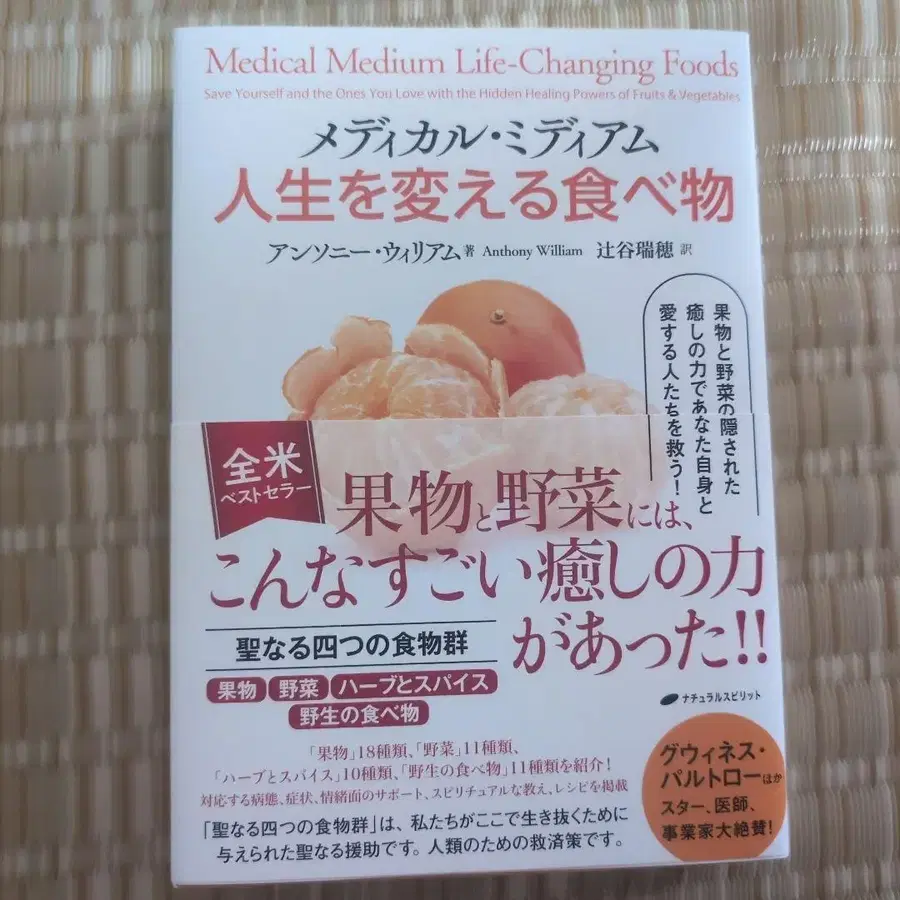 Medical Medium Life-Changing Foods
Save Yourself and the Ones You Love with the Hidden Healing Powers of Fruits & Vegetables
メディカル・ミディアム
人生を変える食べ物
アンソニー・ウィリアム 著 Anthony William 辻谷瑞穂 訳
果物と野菜の隠された
癒しの力であなた自身と
愛する人たちを救う!
全米
ベストセラー
果物と野菜には、
こんなすごい癒しの力
があった!!
聖なる四つの食物群
果物 野菜 ハーブとスパイス
野生の食べ物
ナチュラルスピリット
「果物」18種類、「野菜」11種類、
「ハーブとスパイス」10種類、「野生の食べ物」11種類を紹介!
対応する病態、症状、情緒面のサポート、スピリチュアルな教え、レシピを掲載
「聖なる四つの食物群」は、私たちがここで生き抜くために
与えられた聖なる援助です。人類のための救済策です。
グウィネス・
パルトローほか
スター、医師、
事業家大絶賛!